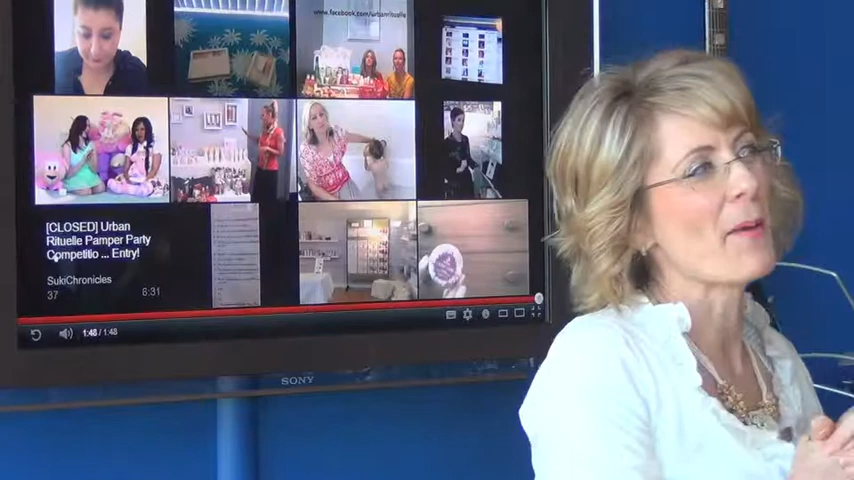 www.facebook.com/urbanrituelle
[CLOSED] Urban
Rituelle Pamper Party
Competitio ... Entry!
SukiChronicles
37 6:31
1:48 / 1:48
SONY